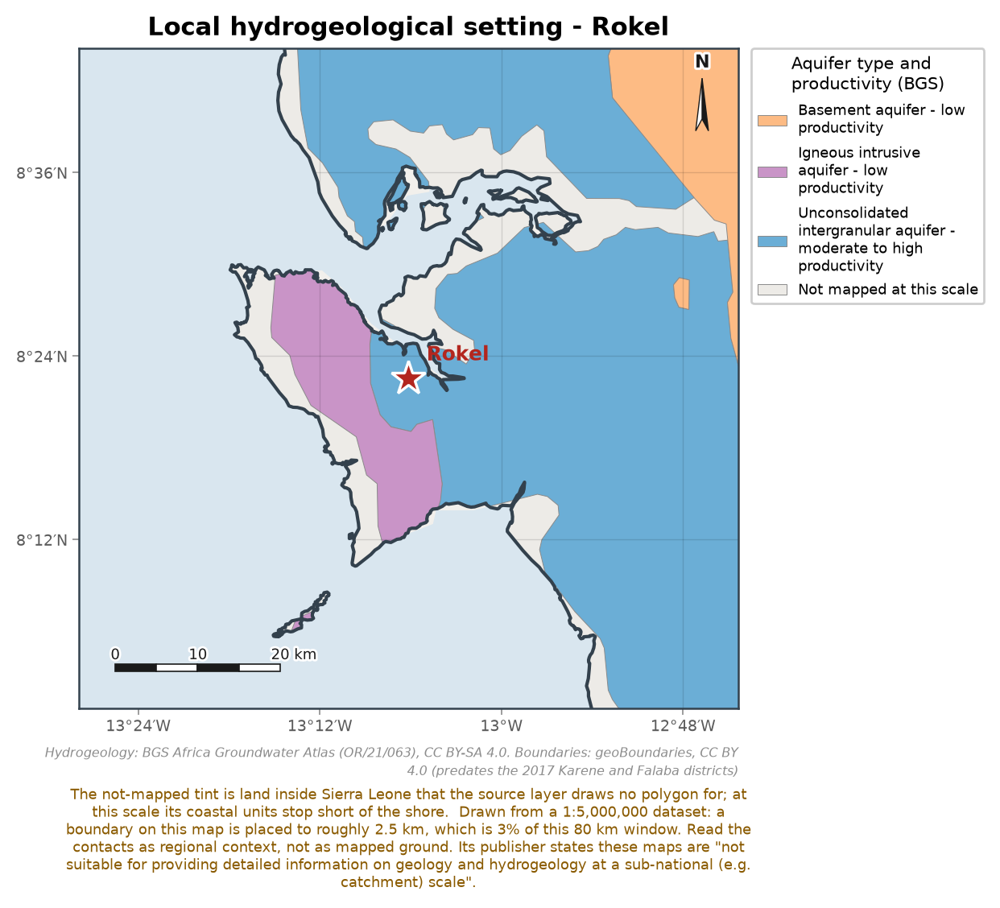 Local hydrogeological setting - Rokel
N
Aquifer type and
productivity (BGS)
Basement aquifer - low
productivity
Igneous intrusive
aquifer - low
productivity
Unconsolidated
intergranular aquifer -
moderate to high
productivity
Not mapped at this scale
8°36′N
8°24′N
8°12′N
Rokel
0 10 20 km
13°24′W 13°12′W 13°W 12°48′W
Hydrogeology: BGS Africa Groundwater Atlas (OR/21/063), CC BY-SA 4.0. Boundaries: geoBoundaries, CC BY
4.0 (predates the 2017 Karene and Falaba districts)
The not-mapped tint is land inside Sierra Leone that the source layer draws no polygon for; at
this scale its coastal units stop short of the shore.  Drawn from a 1:5,000,000 dataset: a
boundary on this map is placed to roughly 2.5 km, which is 3% of this 80 km window. Read the
contacts as regional context, not as mapped ground. Its publisher states these maps are "not
suitable for providing detailed information on geology and hydrogeology at a sub-national (e.g.
catchment) scale".